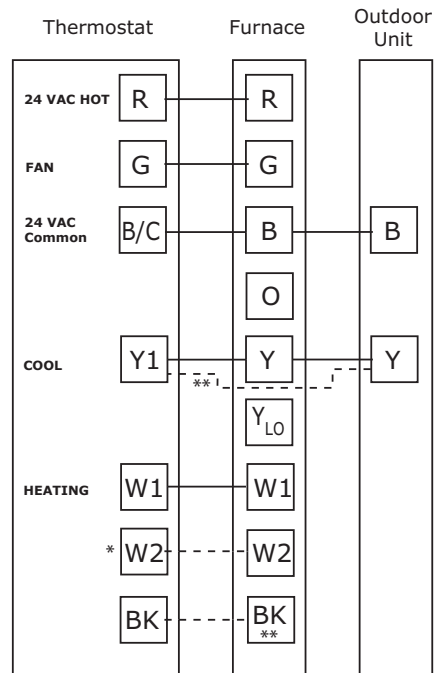 Thermostat Furnace Outdoor
Unit
24 VAC HOT R R
FAN G G
24 VAC
Common B/C B B
O
COOL Y1 Y Y
**
YLO
HEATING W1 W1
* W2 W2
BK BK
**